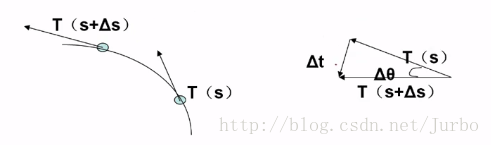 T（s+Δs）
T（s）
Δt
T（s）
Δθ
T（s+Δs）
http://blog.csdn.net/Jurbo